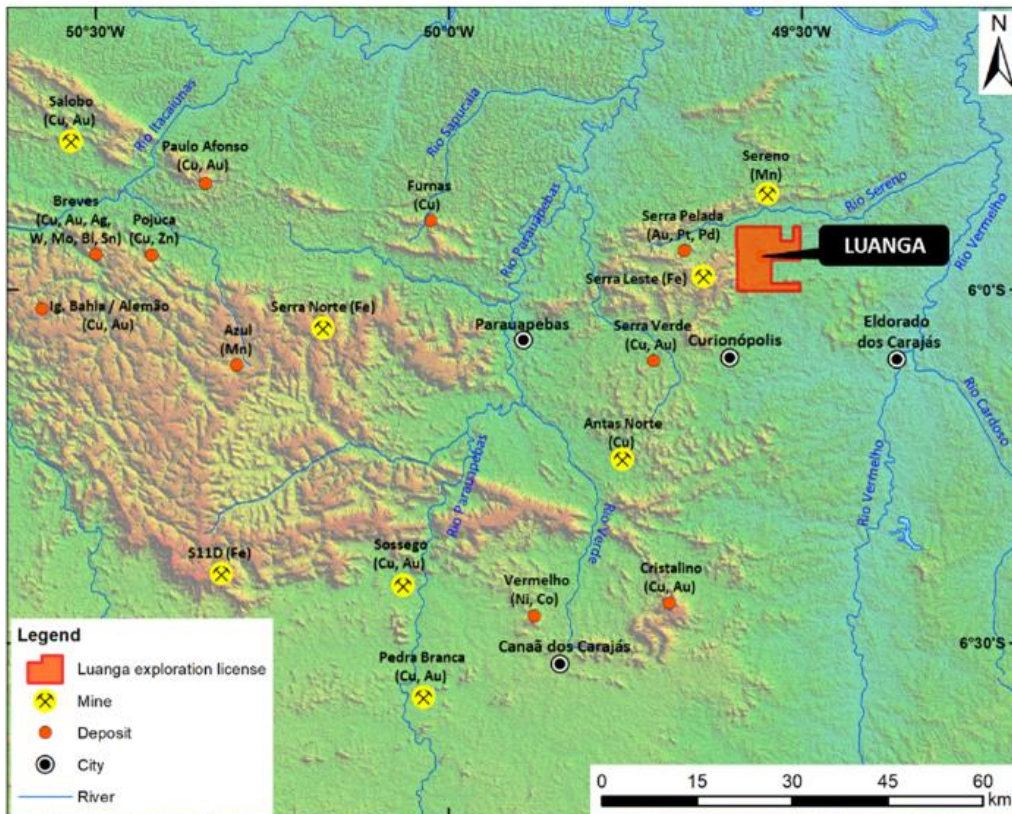 50°30'W
50°0'W
49°30'W
N
Salobo
(Cu, Au)
Rio Itacaiunas
Paulo Afonso
(Cu, Au)
Rio Sapucaia
Furnas
(Cu)
Rio Parauapebas
Sereno
(Mn)
Rio Sereno
Rio Vermelho
Breves
(Cu, Au, Ag,
W, Mo, Bi, Sn)
Pojuca
(Cu, Zn)
Serra Pelada
(Au, Pt, Pd)
LUANGA
Serra Leste (Fe)
6°0'S
Ig. Bahia / Alemão
(Cu, Au)
Serra Norte (Fe)
Azul
(Mn)
Parauapebas
Serra Verde
(Cu, Au)
Curionópolis
Eldorado
dos Carajás
Rio Cardoso
Antas Norte
(Cu)
Rio Parauapebas
Rio Verde
Rio Vermelho
S11D (Fe)
Sossego
(Cu, Au)
Vermelho
(Ni, Co)
Cristalino
(Cu, Au)
6°30'S
Canaã dos Carajás
Pedra Branca
(Cu, Au)
Legend
Luanga exploration license
Mine
Deposit
City
River
0 15 30 45 60
km